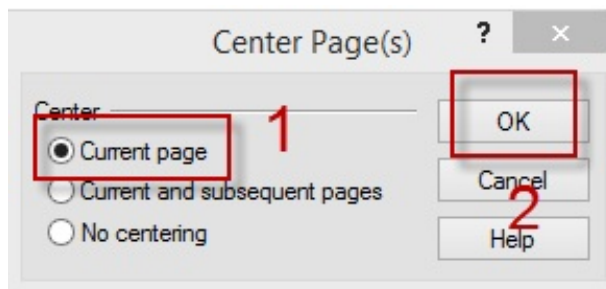 Center Page(s)
?
×
Center
1
OK
Current page
Current and subsequent pages
Cancel
2
No centering
Help